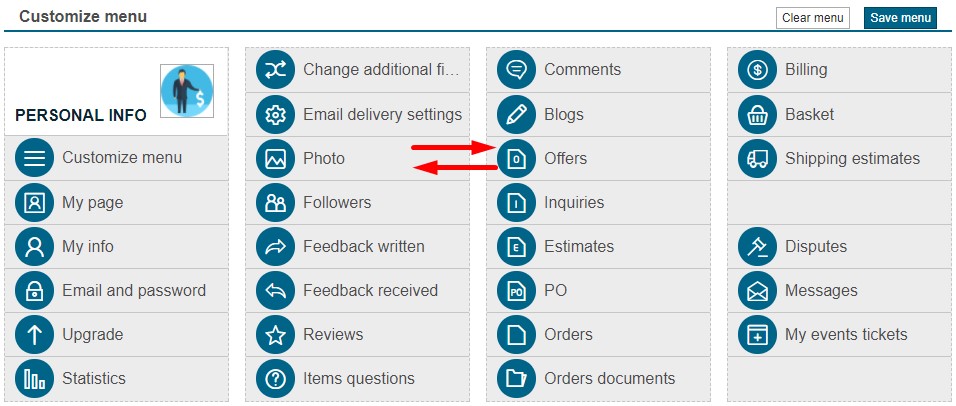 Customize menu
Clear menu
Save menu
PERSONAL INFO
Customize menu
My page
My info
Email and password
Upgrade
Statistics
Change additional fi...
Email delivery settings
Photo
Followers
Feedback written
Feedback received
Reviews
Items questions
Comments
Blogs
O
Offers
I
Inquiries
E
Estimates
PO
PO
Orders
Orders documents
Billing
Basket
Shipping estimates
Disputes
Messages
My events tickets